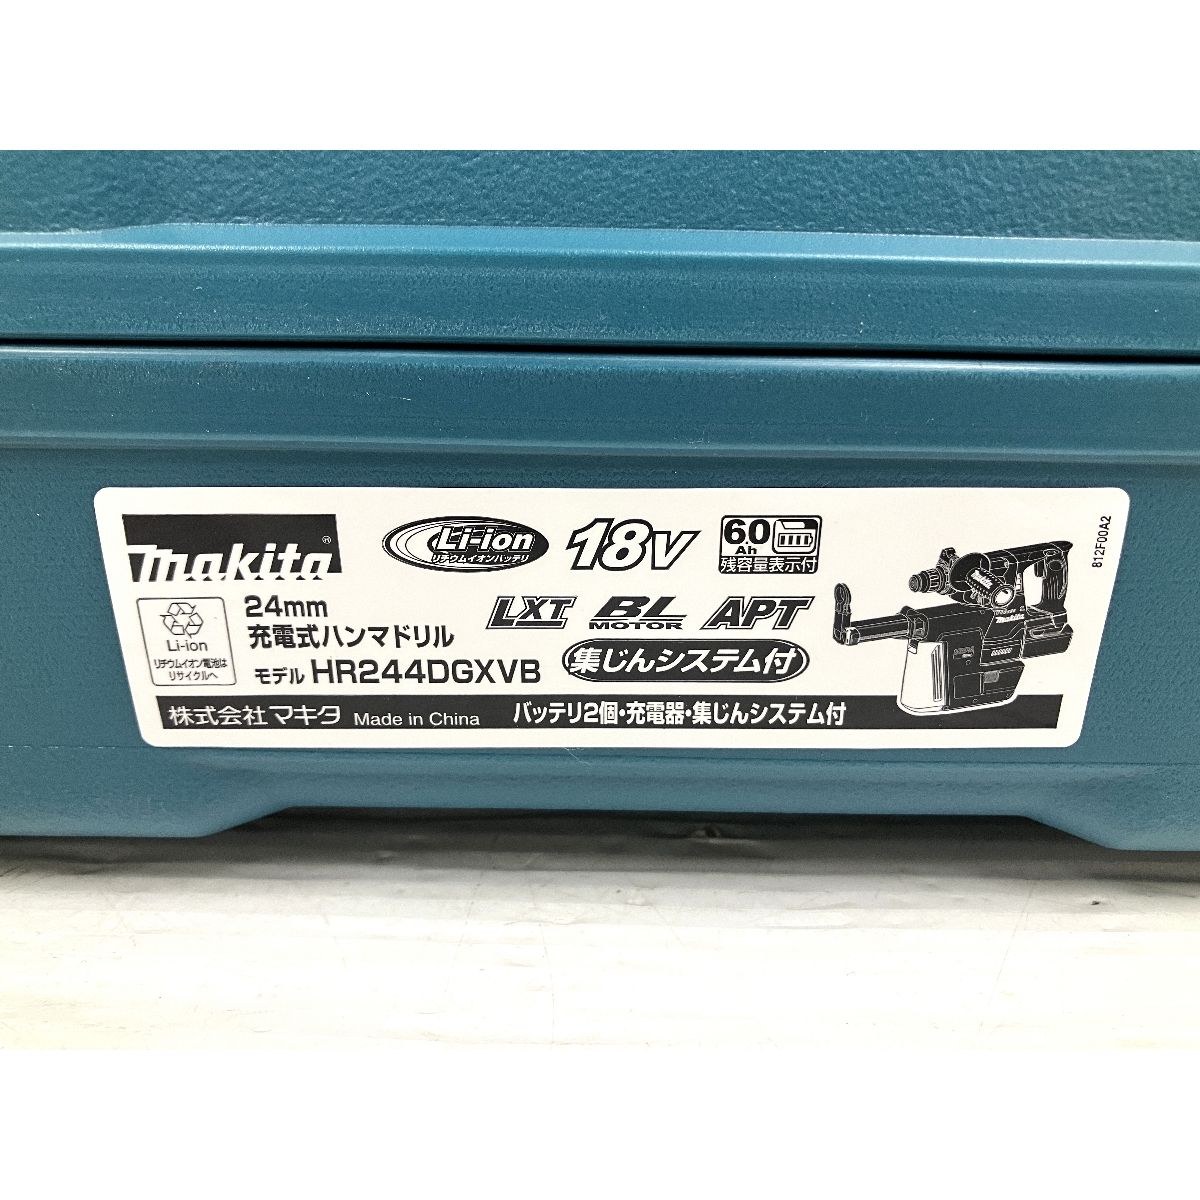 makita®
Li-ion
リチウムイオンバッテリ
18V
6.0
Ah
残容量表示付
812F00A2
Li-ion
リチウムイオン電池は
リサイクルへ
24mm
充電式ハンマドリル
モデル HR244DGXVB
LXT
BL
MOTOR
APT
集じんシステム付
株式会社マキタ Made in China
バッテリ2個・充電器・集じんシステム付